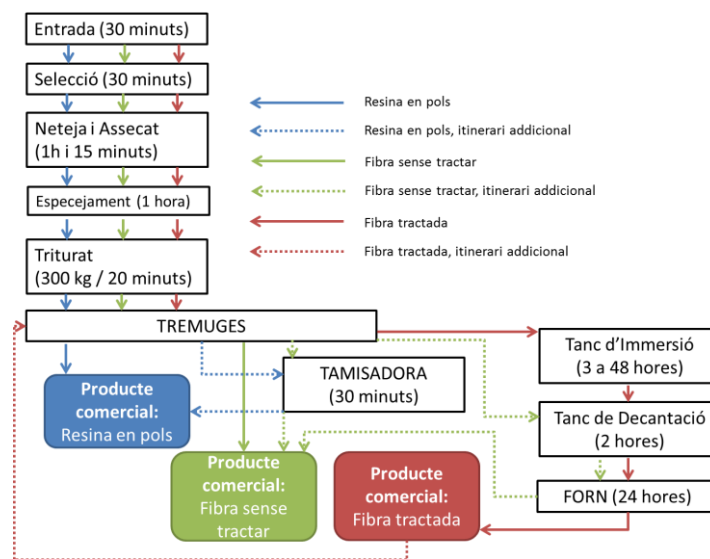 Entrada (30 minuts)
Selecció (30 minuts)
Neteja i Assecat
(1h i 15 minuts)
Especejament (1 hora)
Triturat
(300 kg / 20 minuts)
Resina en pols
Resina en pols, itinerari addicional
Fibra sense tractar
Fibra sense tractar, itinerari addicional
Fibra tractada
Fibra tractada, itinerari addicional
TREMUGES
Tanc d'Immersió
(3 a 48 hores)
TAMISADORA
(30 minuts)
Producte
comercial:
Resina en pols
Tanc de Decantació
(2 hores)
Producte
comercial:
Fibra sense
tractar
Producte
comercial:
Fibra tractada
FORN (24 hores)